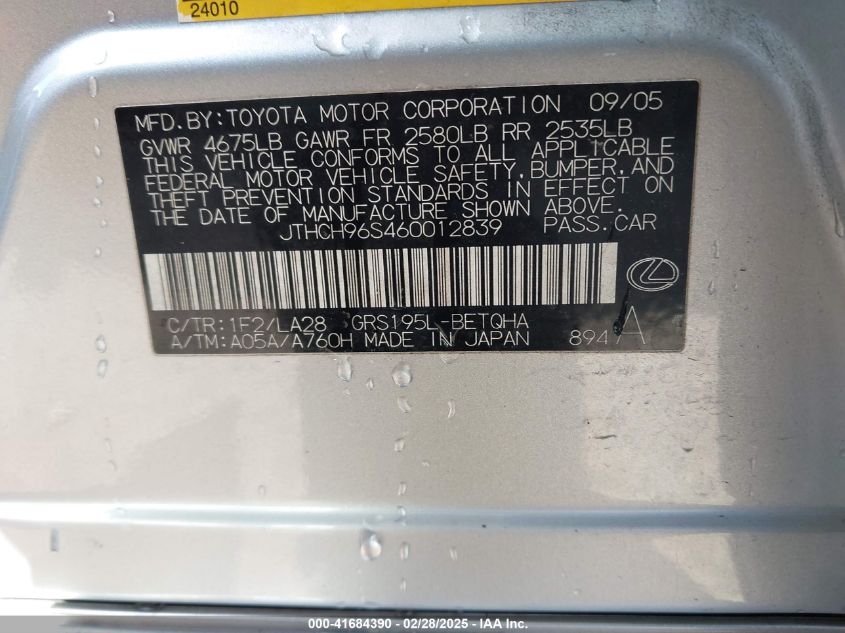 24010
MFD.BY:TOYOTA MOTOR CORPORATION 09/05
GVWR 4675LB GAWR FR 2580LB RR 2535LB
THIS VEHICLE CONFORMS TO ALL APPLICABLE
FEDERAL MOTOR VEHICLE SAFETY,BUMPER,AND
THEFT PREVENTION STANDARDS IN EFFECT ON
THE DATE OF MANUFACTURE SHOWN ABOVE.
JTHCH96S460012839 PASS.CAR
C/TR:1F2/LA28 GRS195L-BETQHA
A/TM:A05A/A760H MADE IN JAPAN 894 A
000-41684390 - 02/28/2025 - IAA Inc.